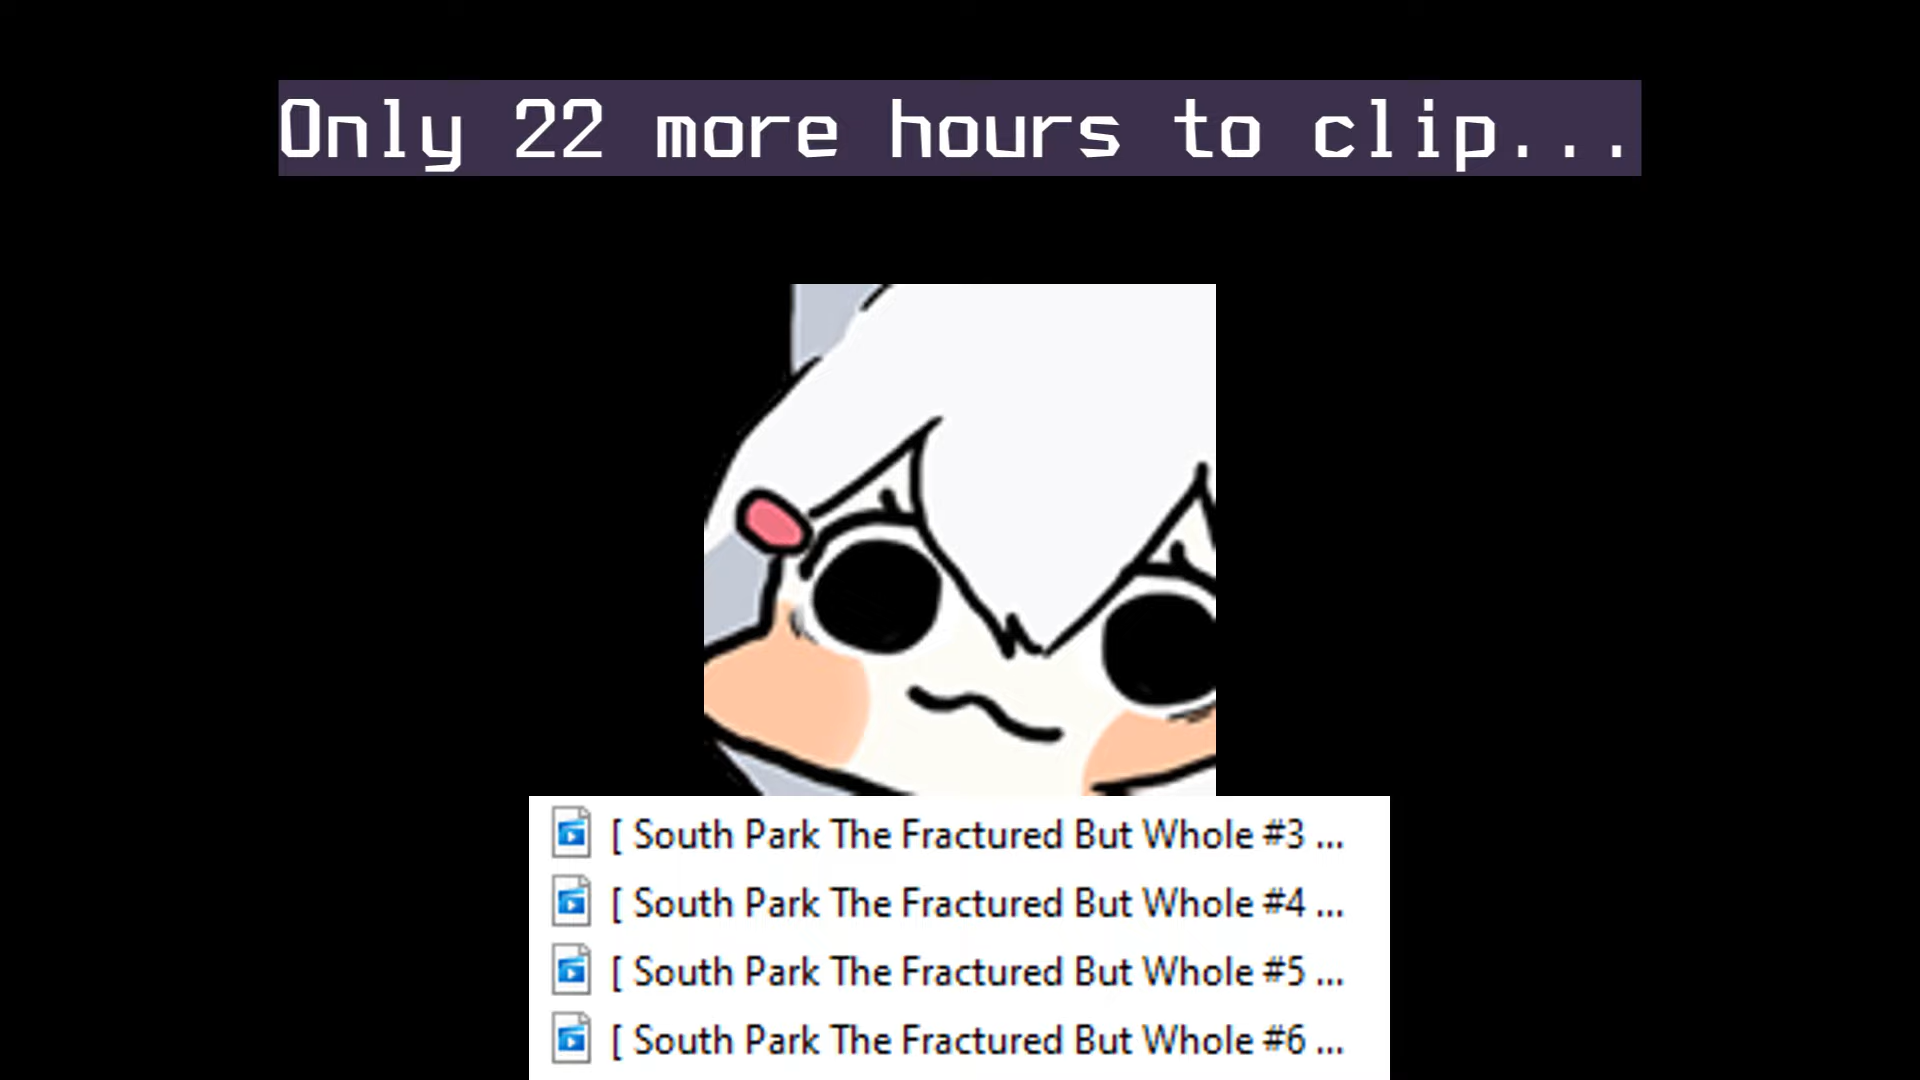 Only 22 more hours to clip...
[ South Park The Fractured But Whole #3 ...
[ South Park The Fractured But Whole #4 ...
[ South Park The Fractured But Whole #5 ...
[ South Park The Fractured But Whole #6 ...